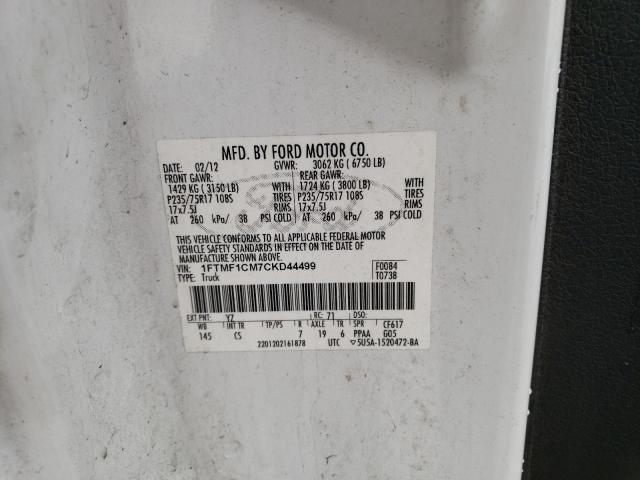 MFD. BY FORD MOTOR CO.
DATE: 02/12 GVWR: 3062 KG ( 6750 LB)
FRONT GAWR: REAR GAWR:
1429 KG ( 3150 LB) WITH 1724 KG ( 3800 LB) WITH
P235/75R17 108S TIRES P235/75R17 108S TIRES
17x7.5J RIMS 17x7.5J RIMS
AT 260 kPa/ 38 PSI COLD AT 260 kPa/ 38 PSI COLD
THIS VEHICLE CONFORMS TO ALL APPLICABLE FEDERAL MOTOR
VEHICLE SAFETY STANDARDS IN EFFECT ON THE DATE OF
MANUFACTURE SHOWN ABOVE.
VIN: 1FTMF1CM7CKD44499 F0084
TYPE: Truck T0738
EXT PNT: YZ RC: 71 DSO:
WB INT TR TP/PS R AXLE TR SPR CF617
145 CS 7 19 6 PPAA G05
2201202161878 UTC 5U5A-1520472-BA